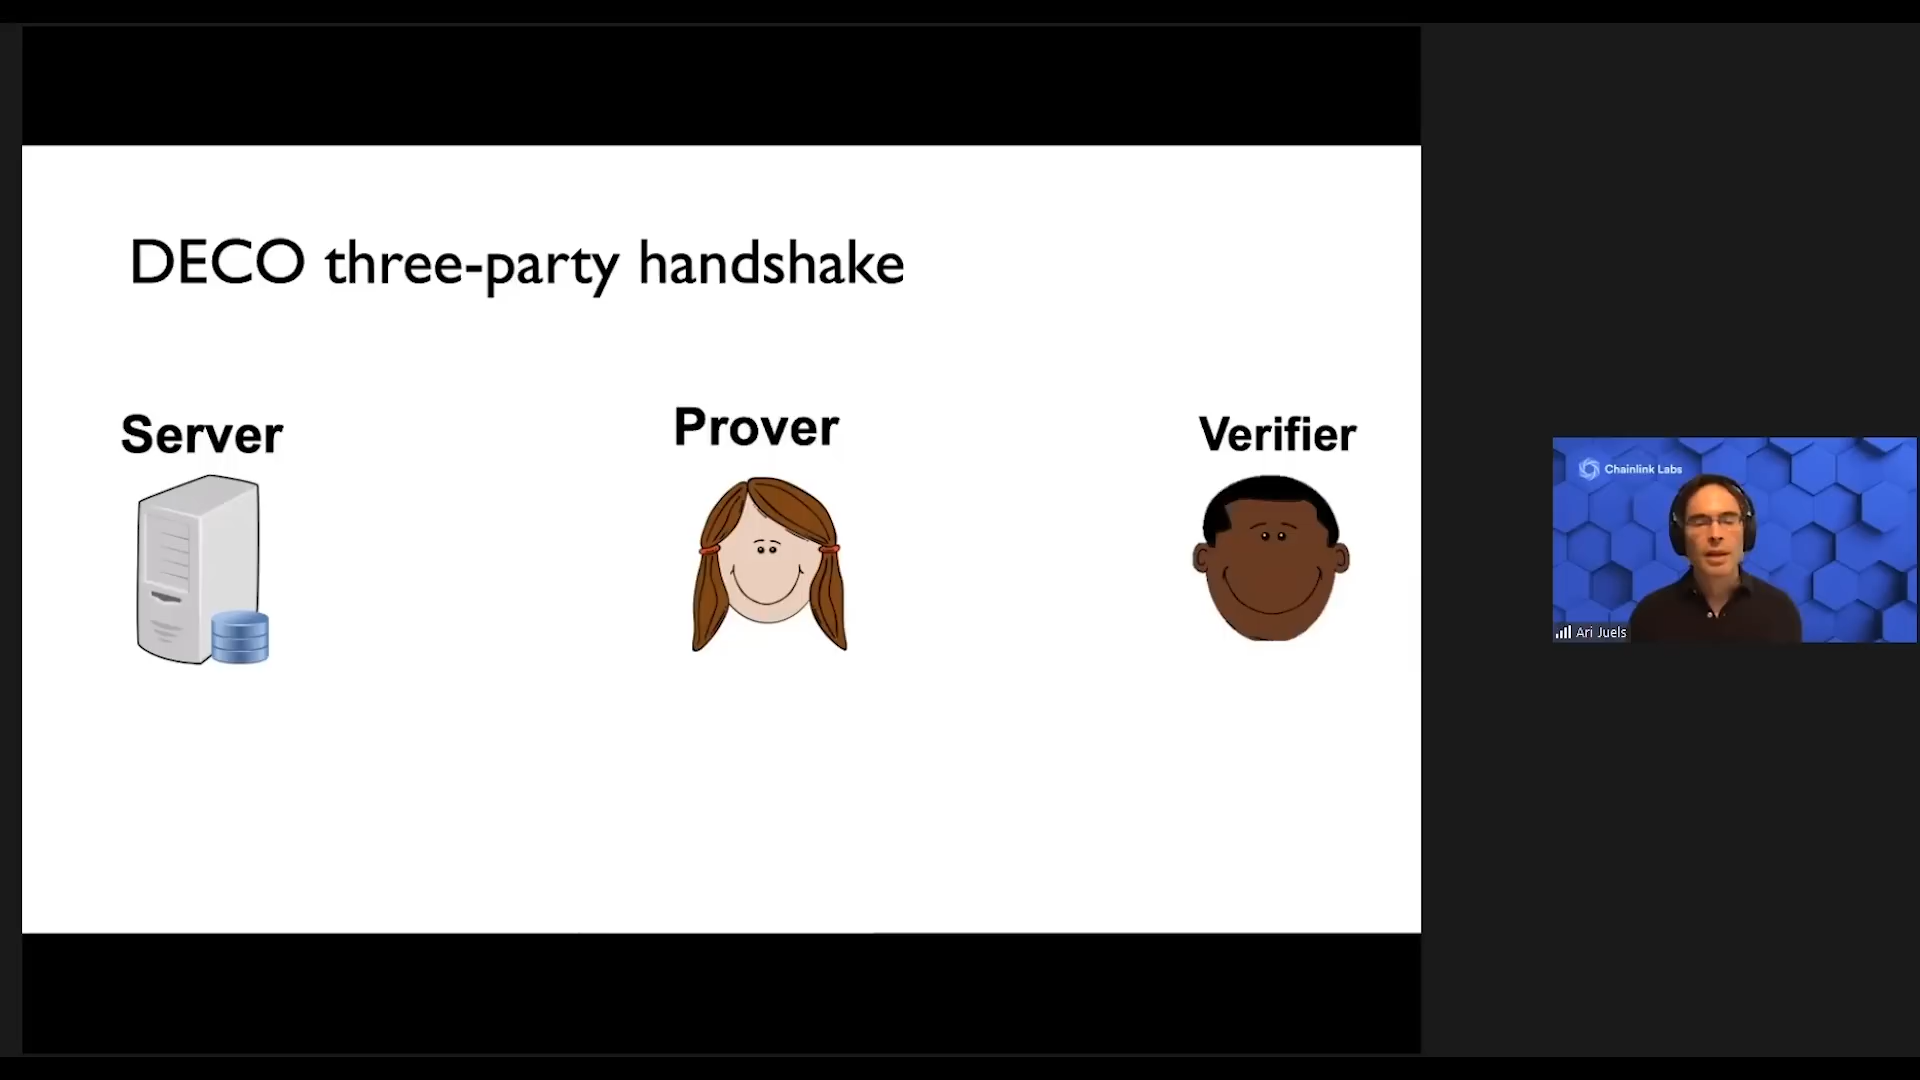 DECO three-party handshake
Server
Prover
Verifier
Chainlink Labs
Ari Juels